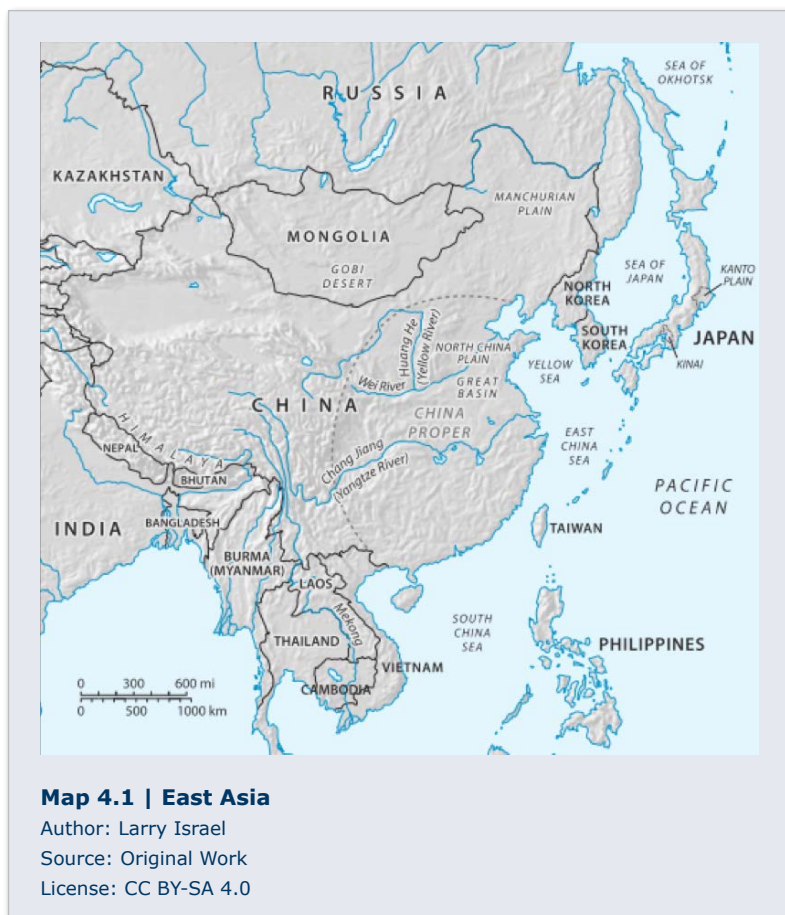 SEA OF
OKHOTSK
RUSSIA
KAZAKHSTAN
MANCHURIAN
PLAIN
MONGOLIA
GOBI
DESERT
SEA OF
JAPAN
KANTO
PLAIN
NORTH
KOREA
SOUTH
KOREA
JAPAN
KINAI
Huang He
(Yellow River)
NORTH CHINA
PLAIN
Wei River
GREAT
BASIN
YELLOW
SEA
CHINA
CHINA
PROPER
HIMALAYA
NEPAL
BHUTAN
Chang Jiang
(Yangtze River)
EAST
CHINA
SEA
PACIFIC
OCEAN
INDIA
BANGLADESH
TAIWAN
BURMA
(MYANMAR)
LAOS
Mekong
SOUTH
CHINA
SEA
THAILAND
VIETNAM
PHILIPPINES
CAMBODIA
0 300 600 mi
0 500 1000 km
Map 4.1 | East Asia
Author: Larry Israel
Source: Original Work
License: CC BY-SA 4.0